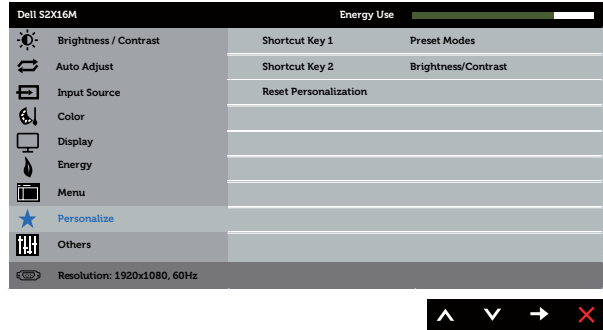 Dell S2X16M Energy Use
Brightness / Contrast Shortcut Key 1 Preset Modes
Auto Adjust Shortcut Key 2 Brightness/Contrast
Input Source Reset Personalization
Color
Display
Energy
Menu
Personalize
Others
Resolution: 1920x1080, 60Hz